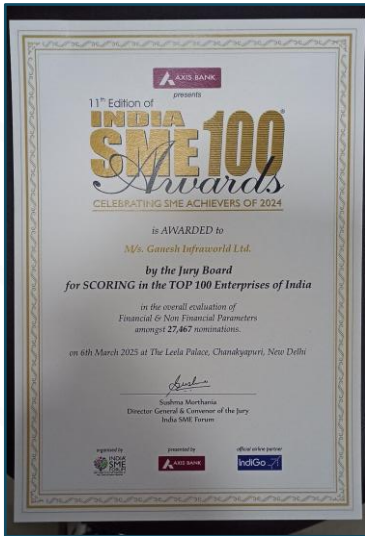 AXIS BANK
presents
11th Edition of
INDIA
SME 100®
Awards
CELEBRATING SME ACHIEVERS OF 2024
is AWARDED to
M/s. Ganesh Infraworld Ltd.
by the Jury Board
for SCORING in the TOP 100 Enterprises of India
in the overall evaluation of
Financial & Non Financial Parameters
amongst 27,467 nominations.
on 6th March 2025 at The Leela Palace, Chanakyapuri, New Delhi
Sushma Morthania
Director General & Convenor of the Jury
India SME Forum
organised by
INDIA
SME
FORUM
presented by
AXIS BANK
official airline partner
IndiGo